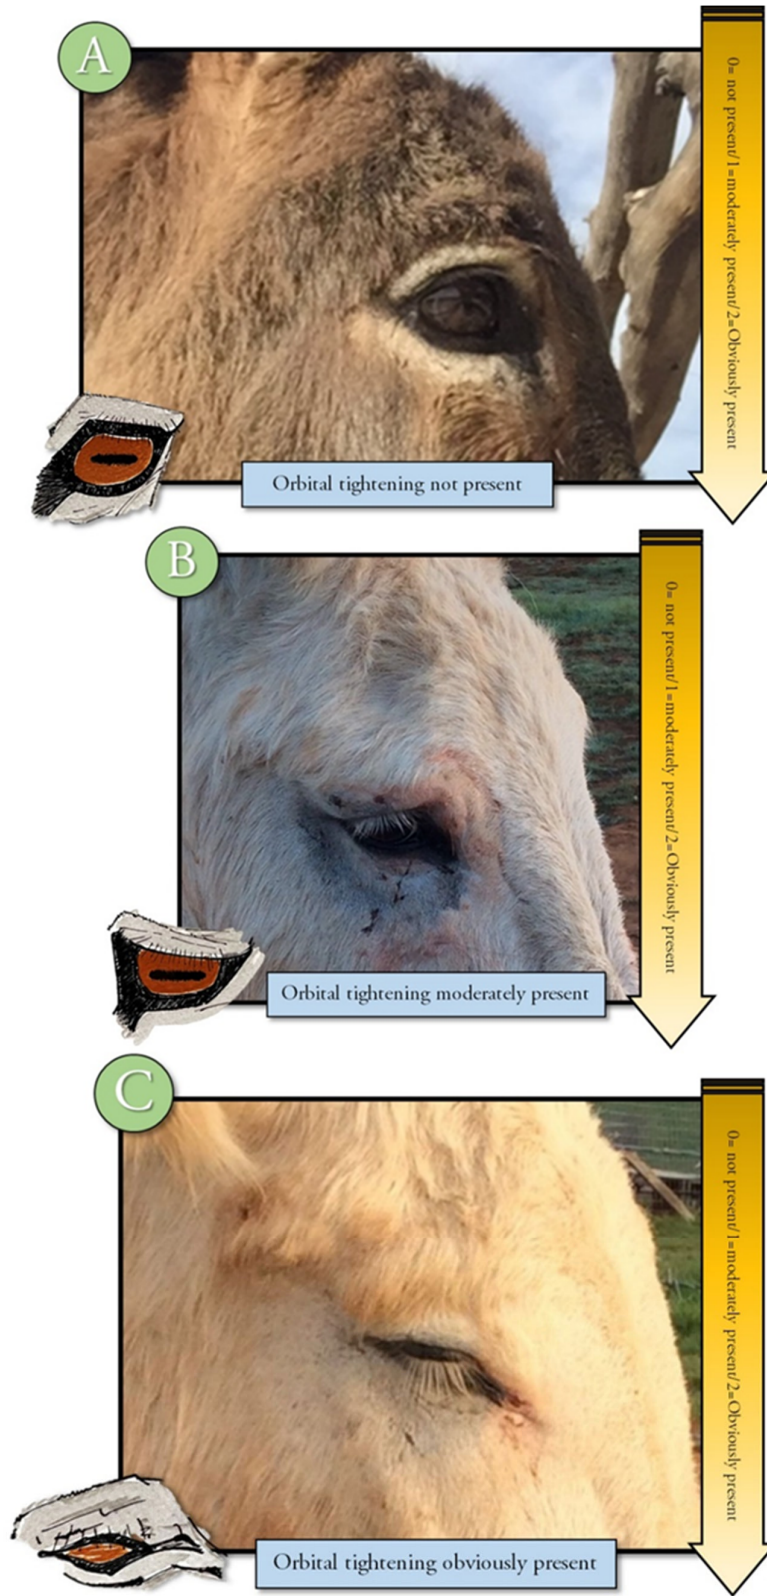 A
0= not present/1=moderately present/2=Obviously present
Orbital tightening not present
B
0= not present/1=moderately present/2=Obviously present
Orbital tightening moderately present
C
0= not present/1=moderately present/2=Obviously present
Orbital tightening obviously present